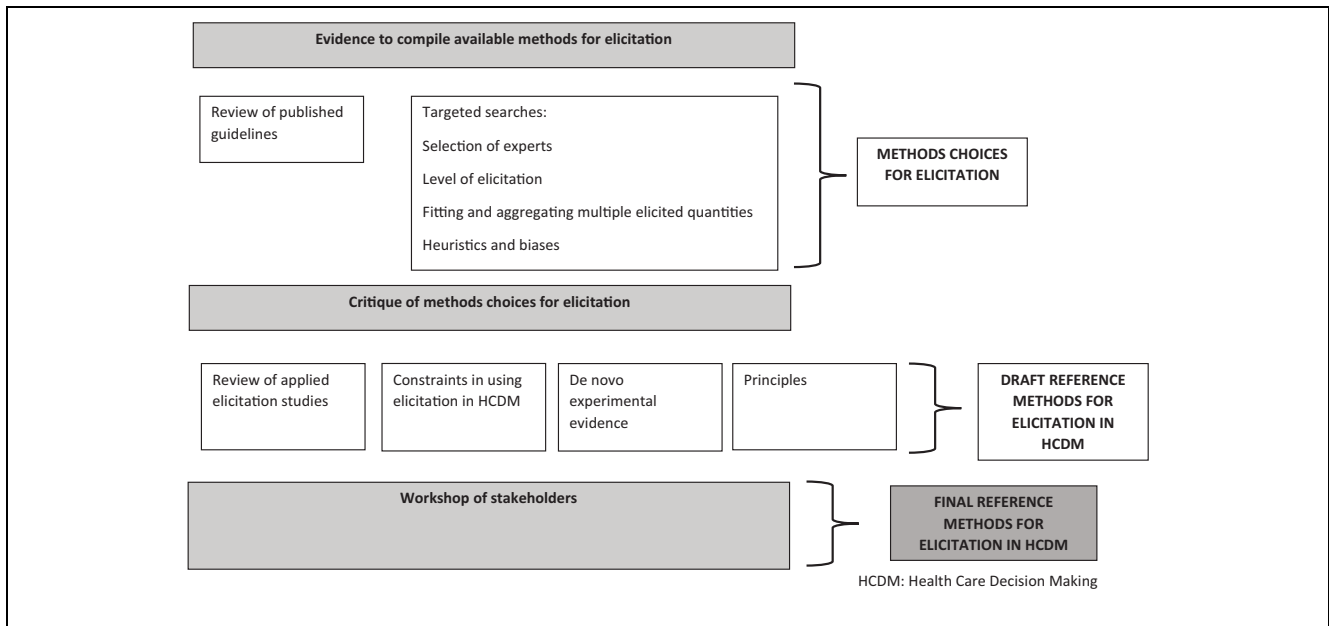 Evidence to compile available methods for elicitation
Review of published
guidelines
Targeted searches:
Selection of experts
Level of elicitation
Fitting and aggregating multiple elicited quantities
Heuristics and biases
METHODS CHOICES
FOR ELICITATION
Critique of methods choices for elicitation
Review of applied
elicitation studies
Constraints in using
elicitation in HCDM
De novo
experimental
evidence
Principles
DRAFT REFERENCE
METHODS FOR
ELICITATION IN
HCDM
Workshop of stakeholders
FINAL REFERENCE
METHODS FOR
ELICITATION IN HCDM
HCDM: Health Care Decision Making